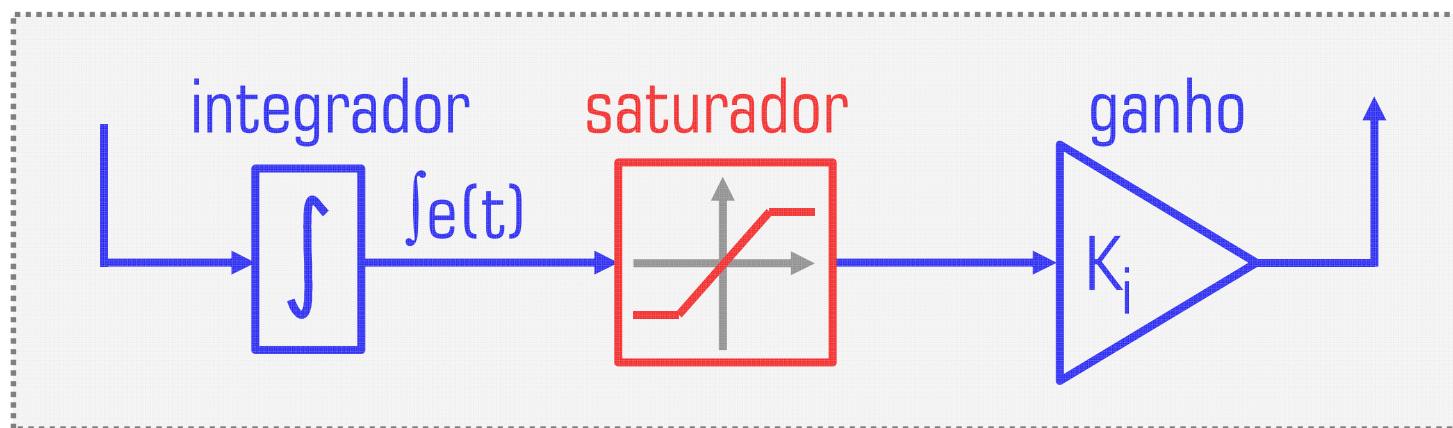 integrador
saturador
ganho
∫
∫e(t)
Ki